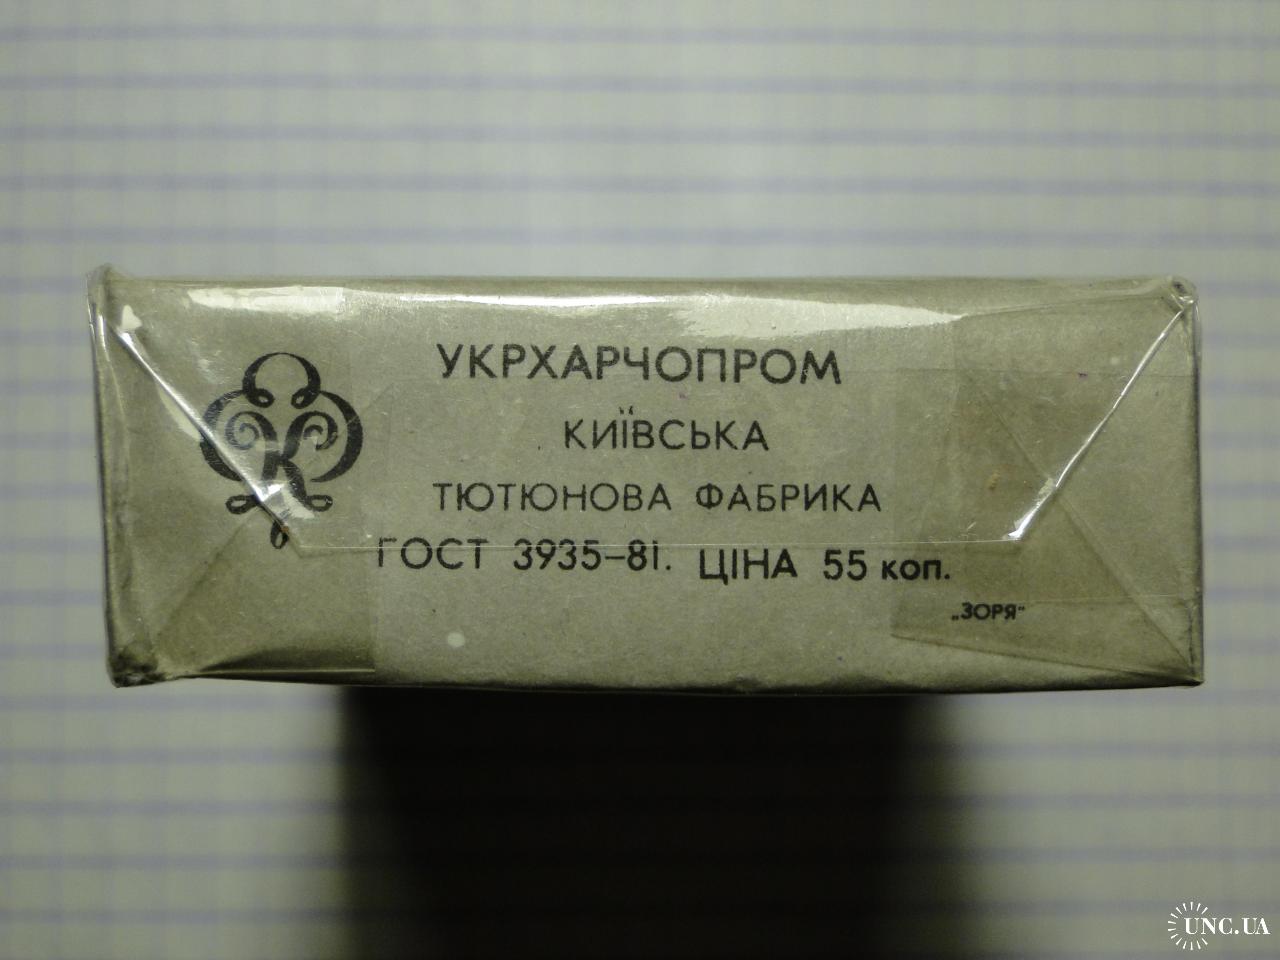 УКРХАРЧОПРОМ
КИЇВСЬКА
ТЮТЮНОВА ФАБРИКА
ГОСТ 3935–81. ЦІНА 55 коп.
„ЗОРЯ“
К
UNC.UA